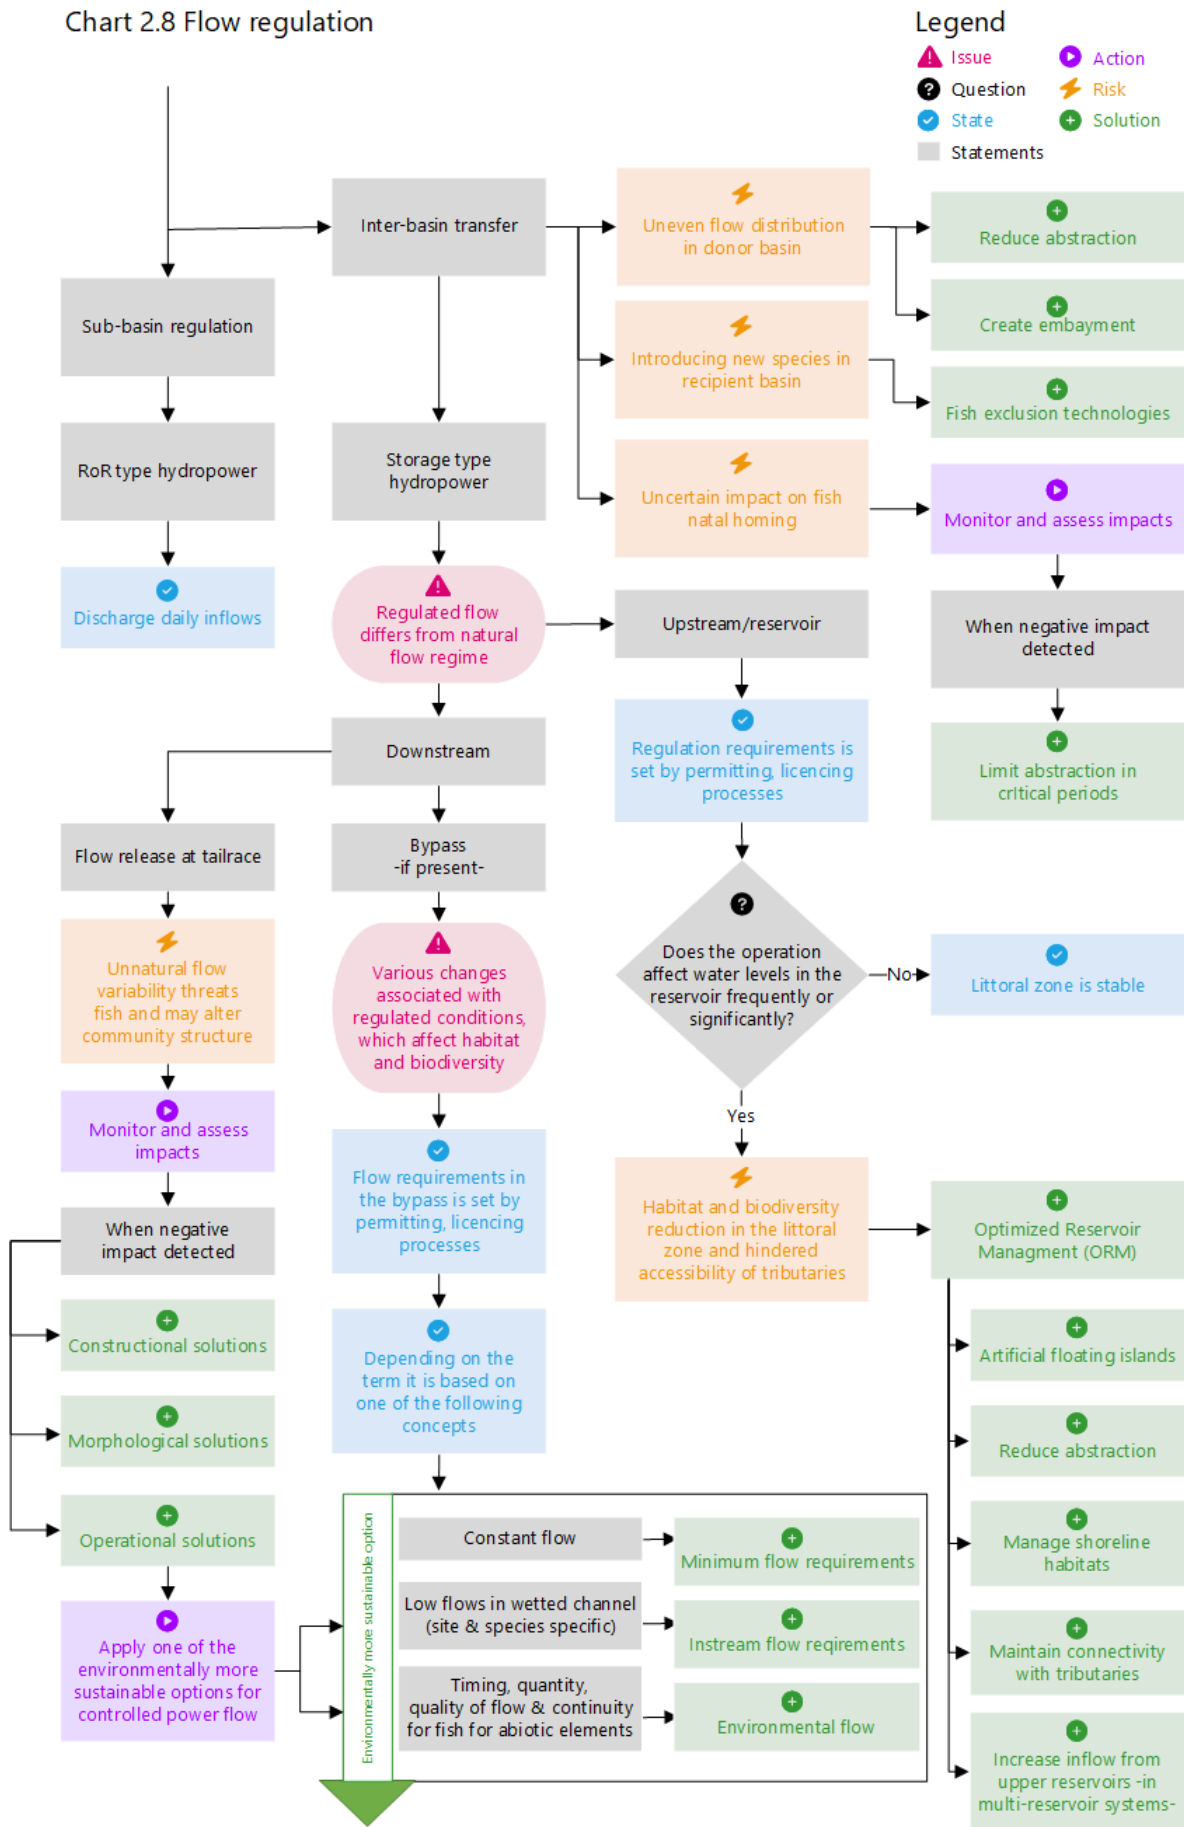 Chart 2.8 Flow regulation
Legend
Issue
Action
Question
Risk
State
Solution
Statements
Inter-basin transfer
Uneven flow distribution
in donor basin
Reduce abstraction
Sub-basin regulation
Create embayment
Introducing new species in
recipient basin
Fish exclusion technologies
RoR type hydropower
Storage type
hydropower
Uncertain impact on fish
natal homing
Monitor and assess impacts
Discharge daily inflows
Regulated flow
differs from natural
flow regime
Upstream/reservoir
When negative impact
detected
Downstream
Regulation requirements is
set by permitting, licencing
processes
Limit abstraction in
critical periods
Flow release at tailrace
Bypass
-if present-
Unnatural flow
variability threats
fish and may alter
community structure
Various changes
associated with
regulated conditions,
which affect habitat
and biodiversity
Does the operation
affect water levels in the
reservoir frequently or
significantly?
No
Littoral zone is stable
Yes
Monitor and assess
impacts
Flow requirements in
the bypass is set by
permitting, licencing
processes
Habitat and biodiversity
reduction in the littoral
zone and hindered
accessibility of tributaries
Optimized Reservoir
Managment (ORM)
When negative
impact detected
Constructional solutions
Depending on the
term it is based on
one of the following
concepts
Artificial floating islands
Morphological solutions
Reduce abstraction
Operational solutions
Environmentally more sustainable option
Constant flow
Minimum flow requirements
Manage shoreline
habitats
Apply one of the
environmentally more
sustainable options for
controlled power flow
Low flows in wetted channel
(site & species specific)
Instream flow reqirements
Maintain connectivity
with tributaries
Timing, quantity,
quality of flow & continuity
for fish for abiotic elements
Environmental flow
Increase inflow from
upper reservoirs -in
multi-reservoir systems-